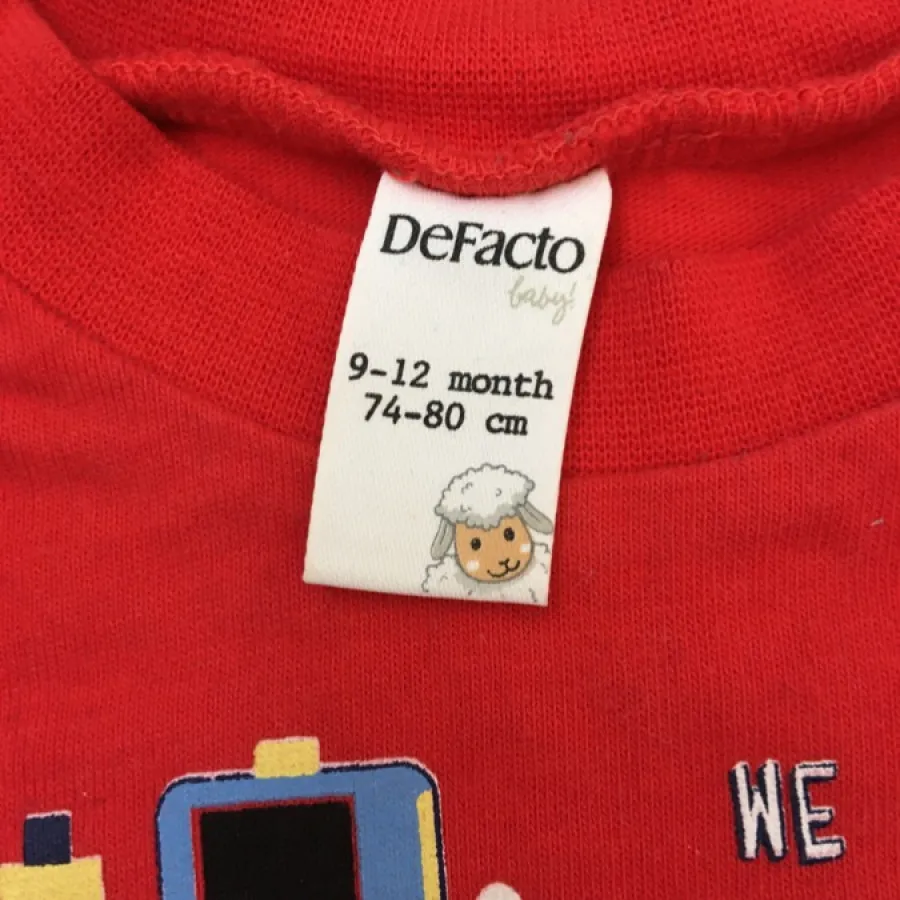 DeFacto
baby!
9-12 month
74-80 cm
WE